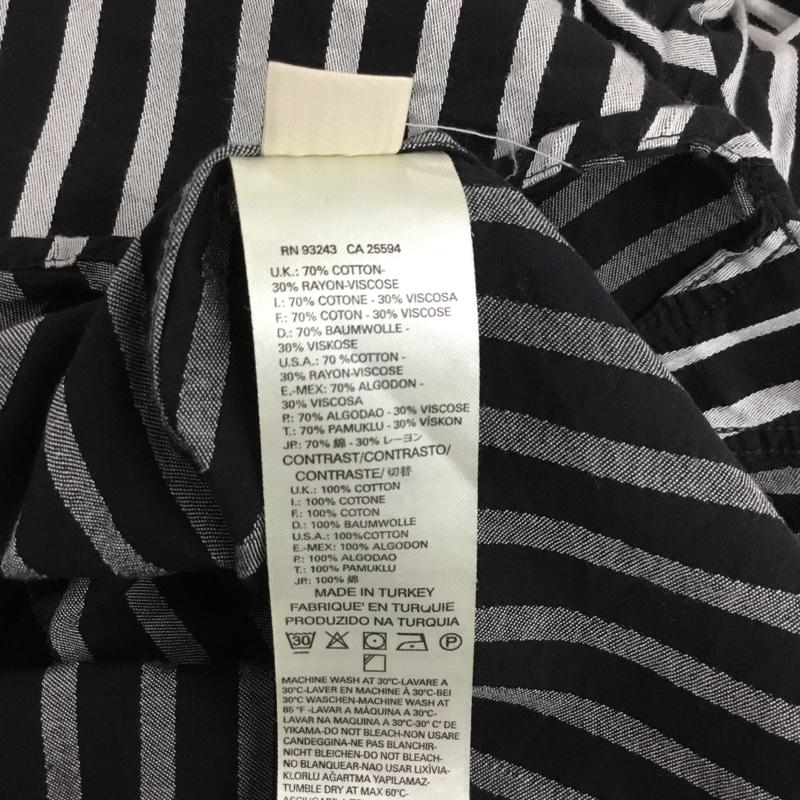 RN 93243 CA 25594
U.K.: 70% COTTON-
30% RAYON-VISCOSE
I.: 70% COTONE - 30% VISCOSA
F.: 70% COTON - 30% VISCOSE
D.: 70% BAUMWOLLE -
30% VISKOSE
U.S.A.: 70 %COTTON -
30% RAYON-VISCOSE
E.-MEX: 70% ALGODON -
30% VISCOSA
P.: 70% ALGODAO - 30% VISCOSE
T.: 70% PAMUKLU - 30% VİSKON
JP.: 70% 綿 - 30% レーヨン
CONTRAST/CONTRASTO/
CONTRASTE/ 切替
U.K.: 100% COTTON
I.: 100% COTONE
F.: 100% COTON
D.: 100% BAUMWOLLE
U.S.A.: 100%COTTON
E.-MEX: 100% ALGODON
P.: 100% ALGODAO
T.: 100% PAMUKLU
JP.: 100% 綿
MADE IN TURKEY
FABRIQUE' EN TURQUIE
PRODUZIDO NA TURQUIA
30 P
MACHINE WASH AT 30°C-LAVARE A
30°C-LAVER EN MACHINE Á 30°C-BEI
30°C WASCHEN-MACHINE WASH AT
85 °F -LAVAR A MÁQUINA A 30°C-
LAVAR NA MAQUINA A 30°C-30° C' DE
YIKAMA-DO NOT BLEACH-NON USARE
CANDEGGINA-NE PAS BLANCHIR-
NICHT BLEICHEN-DO NOT BLEACH-
NO BLANQUEAR-NAO USAR LIXÍVIA-
KLORLU AĞARTMA YAPILAMAZ-
TUMBLE DRY AT MAX 60°C-